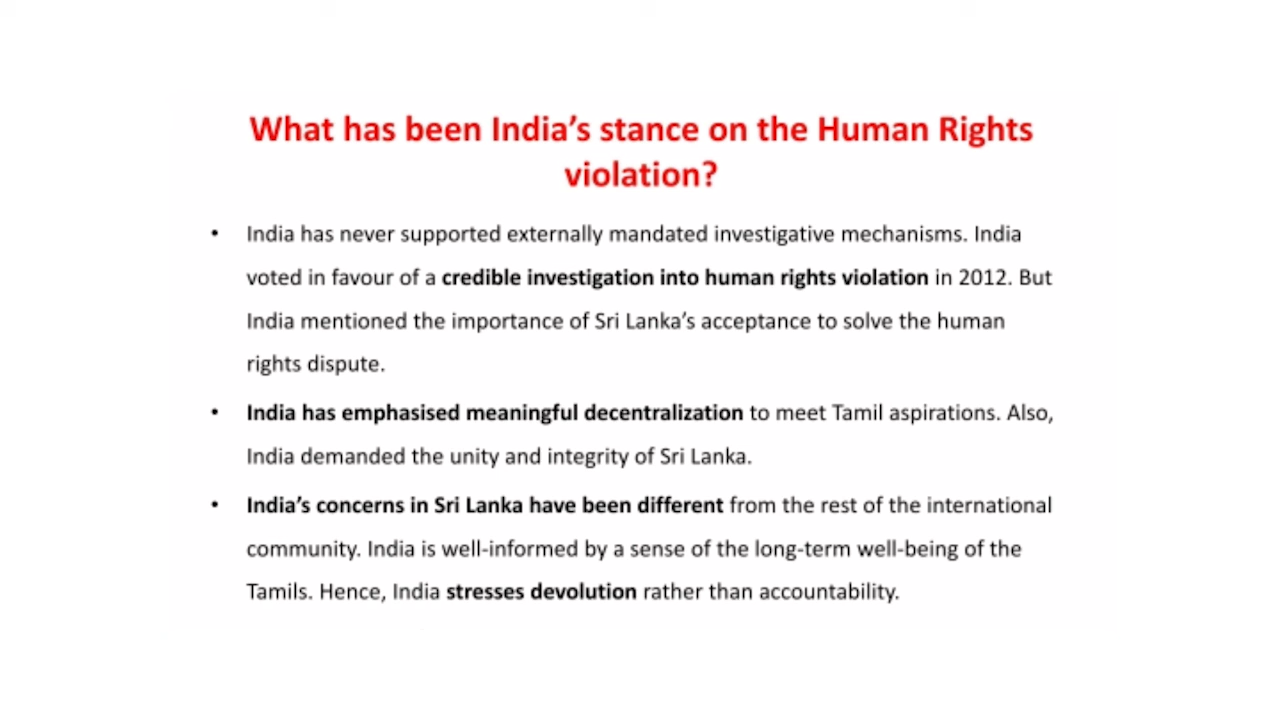 What has been India’s stance on the Human Rights
violation?
• India has never supported externally mandated investigative mechanisms. India
voted in favour of a credible investigation into human rights violation in 2012. But
India mentioned the importance of Sri Lanka’s acceptance to solve the human
rights dispute.
• India has emphasised meaningful decentralization to meet Tamil aspirations. Also,
India demanded the unity and integrity of Sri Lanka.
• India’s concerns in Sri Lanka have been different from the rest of the international
community. India is well-informed by a sense of the long-term well-being of the
Tamils. Hence, India stresses devolution rather than accountability.